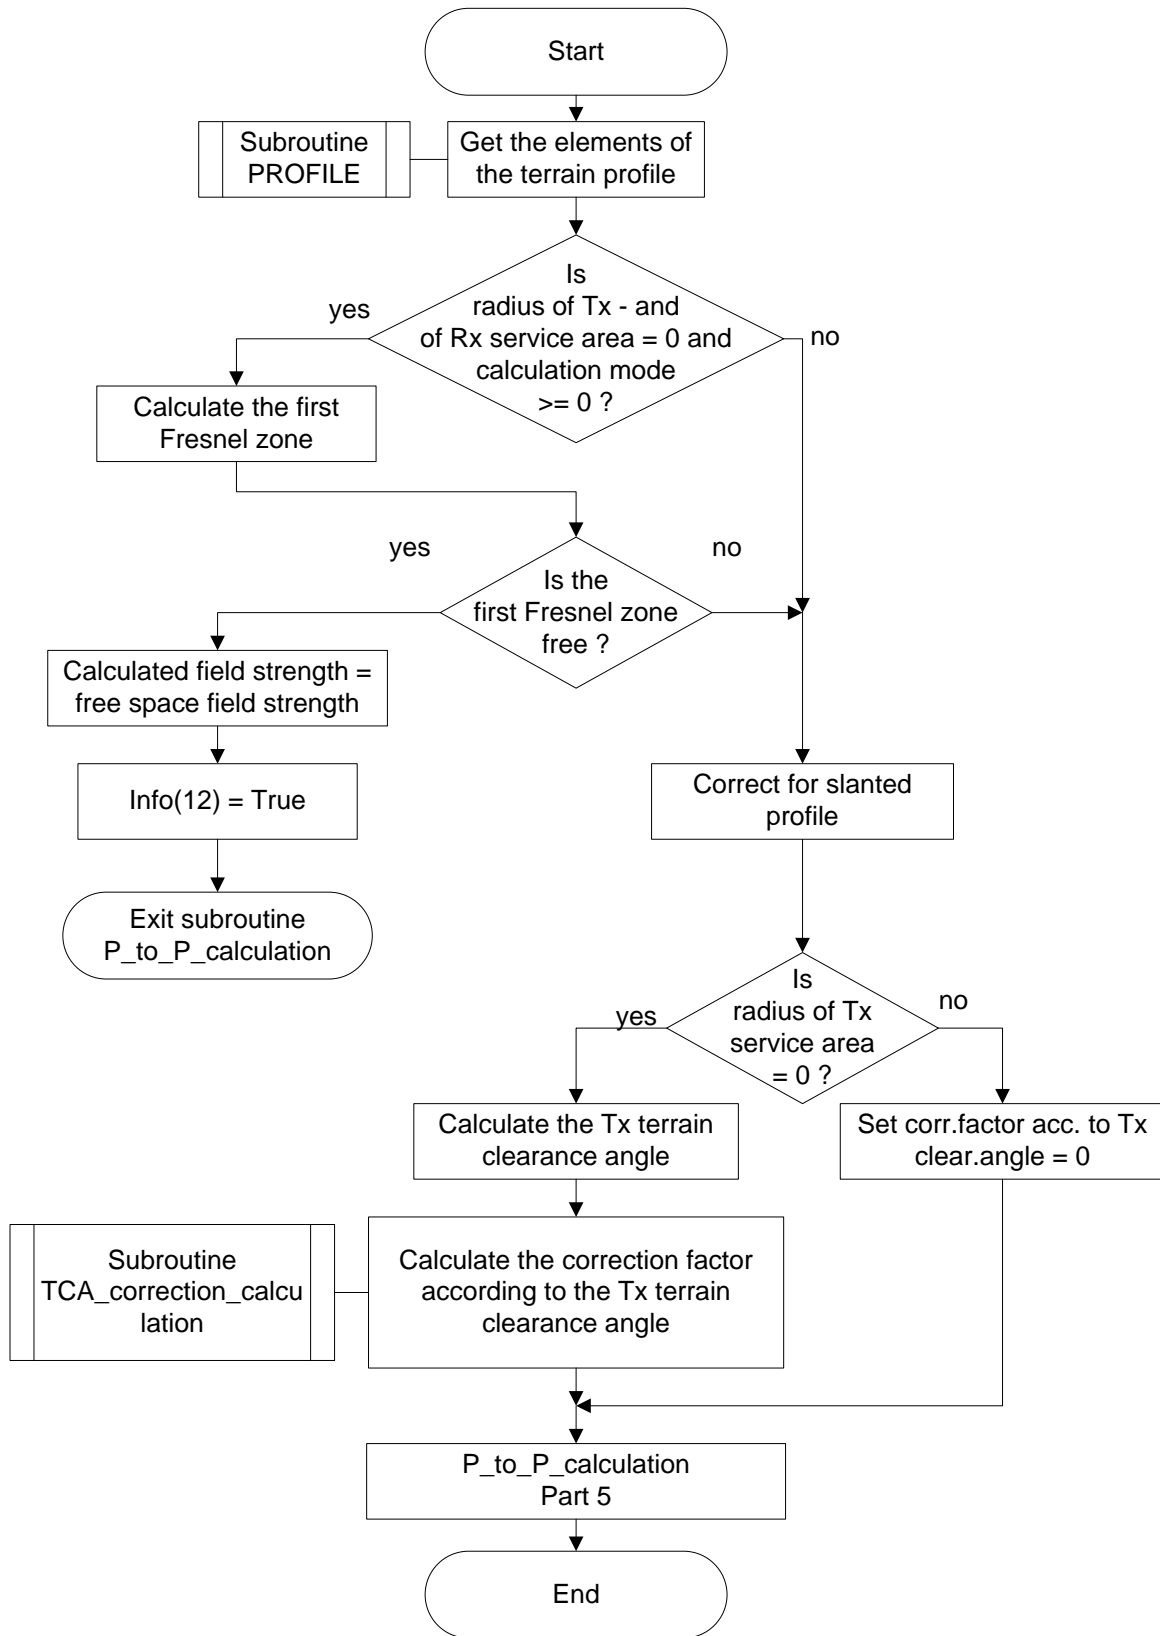 Start
Subroutine
PROFILE
Get the elements of
the terrain profile
Is
radius of Tx - and
of Rx service area = 0 and
calculation mode
>= 0 ?
yes
no
Calculate the first
Fresnel zone
yes
no
Is the
first Fresnel zone
free ?
Calculated field strength =
free space field strength
Info(12) = True
Correct for slanted
profile
Exit subroutine
P_to_P_calculation
Is
radius of Tx
service area
= 0 ?
yes
no
Calculate the Tx terrain
clearance angle
Set corr.factor acc. to Tx
clear.angle = 0
Subroutine
TCA_correction_calcu
lation
Calculate the correction factor
according to the Tx terrain
clearance angle
P_to_P_calculation
Part 5
End